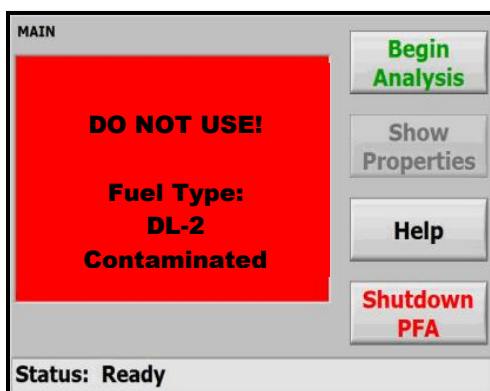 MAIN
DO NOT USE!
Fuel Type:
DL-2
Contaminated
Begin
Analysis
Show
Properties
Help
Shutdown
PFA
Status: Ready